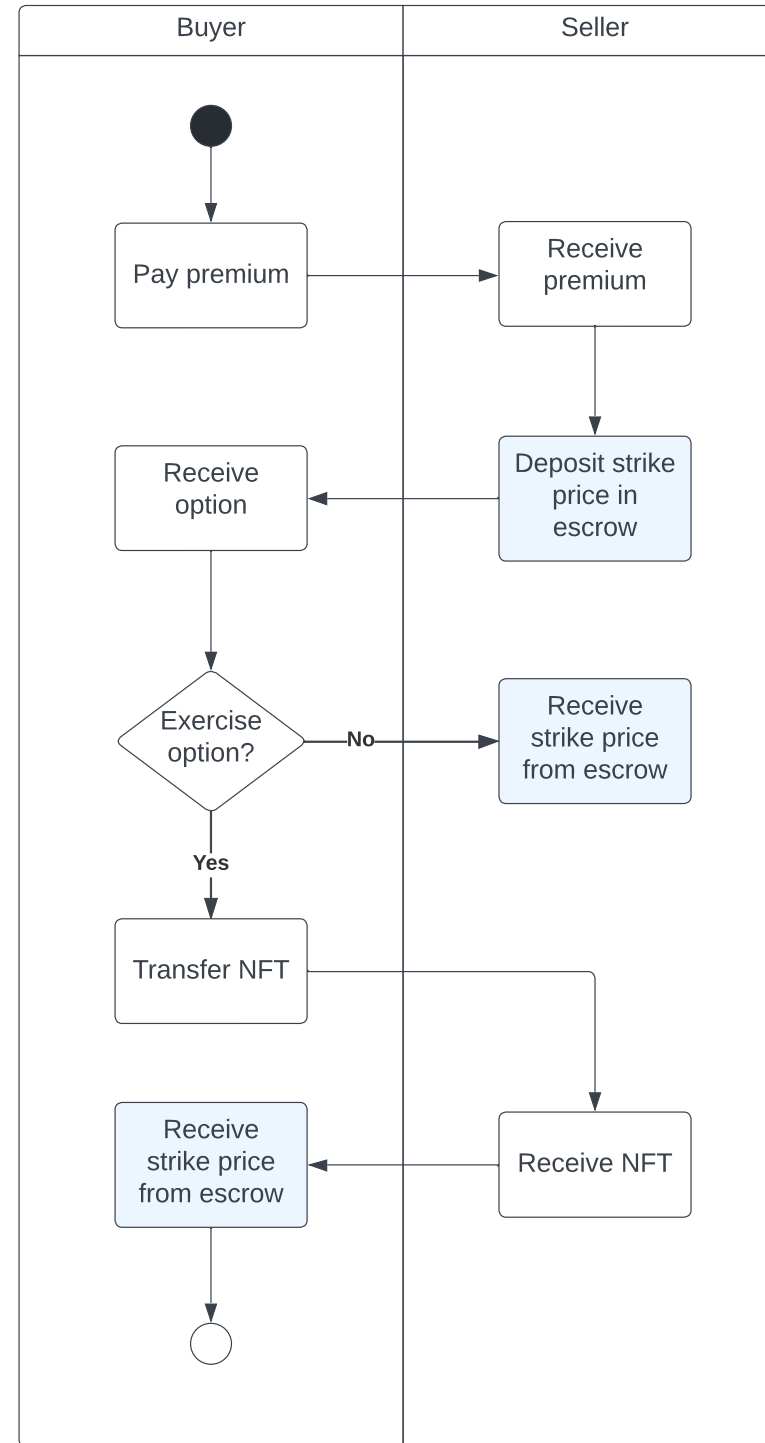 Buyer
Seller
Pay premium
Receive
premium
Receive
option
Deposit strike
price in
escrow
Exercise
option?
No
Receive
strike price
from escrow
Yes
Transfer NFT
Receive
strike price
from escrow
Receive NFT